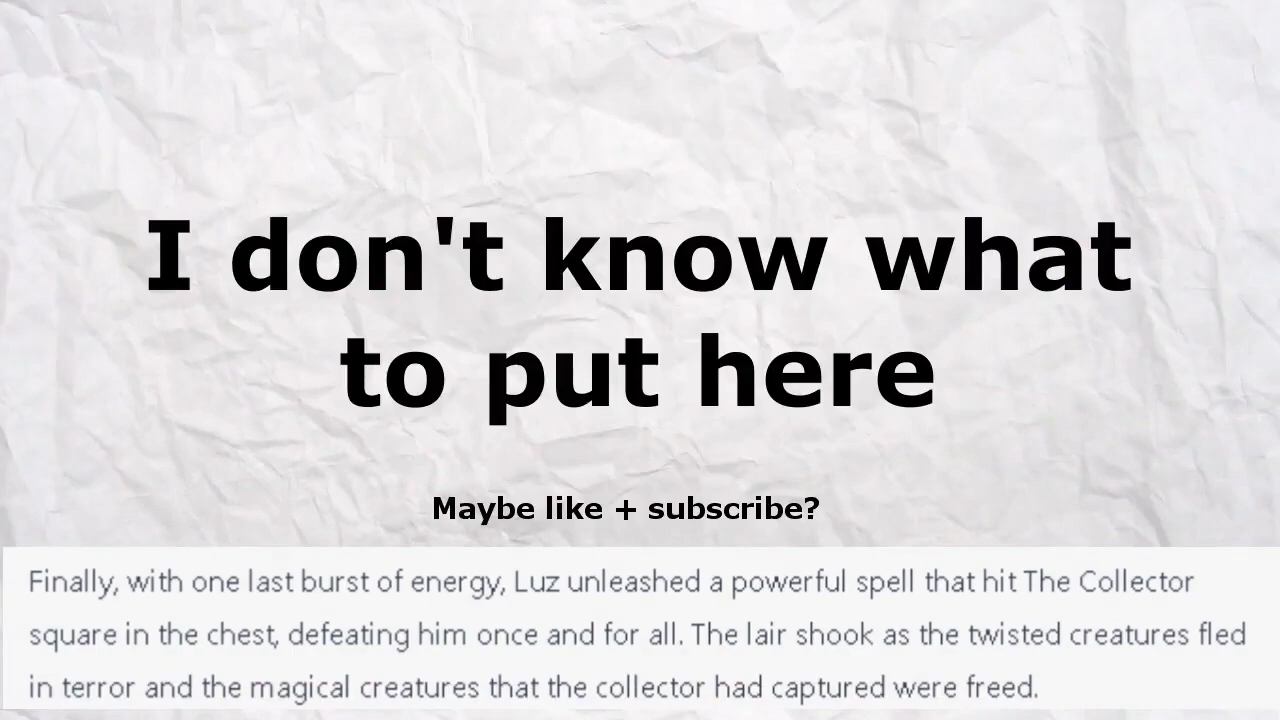 I don't know what
to put here
Maybe like + subscribe?
Finally, with one last burst of energy, Luz unleashed a powerful spell that hit The Collector
square in the chest, defeating him once and for all. The lair shook as the twisted creatures fled
in terror and the magical creatures that the collector had captured were freed.